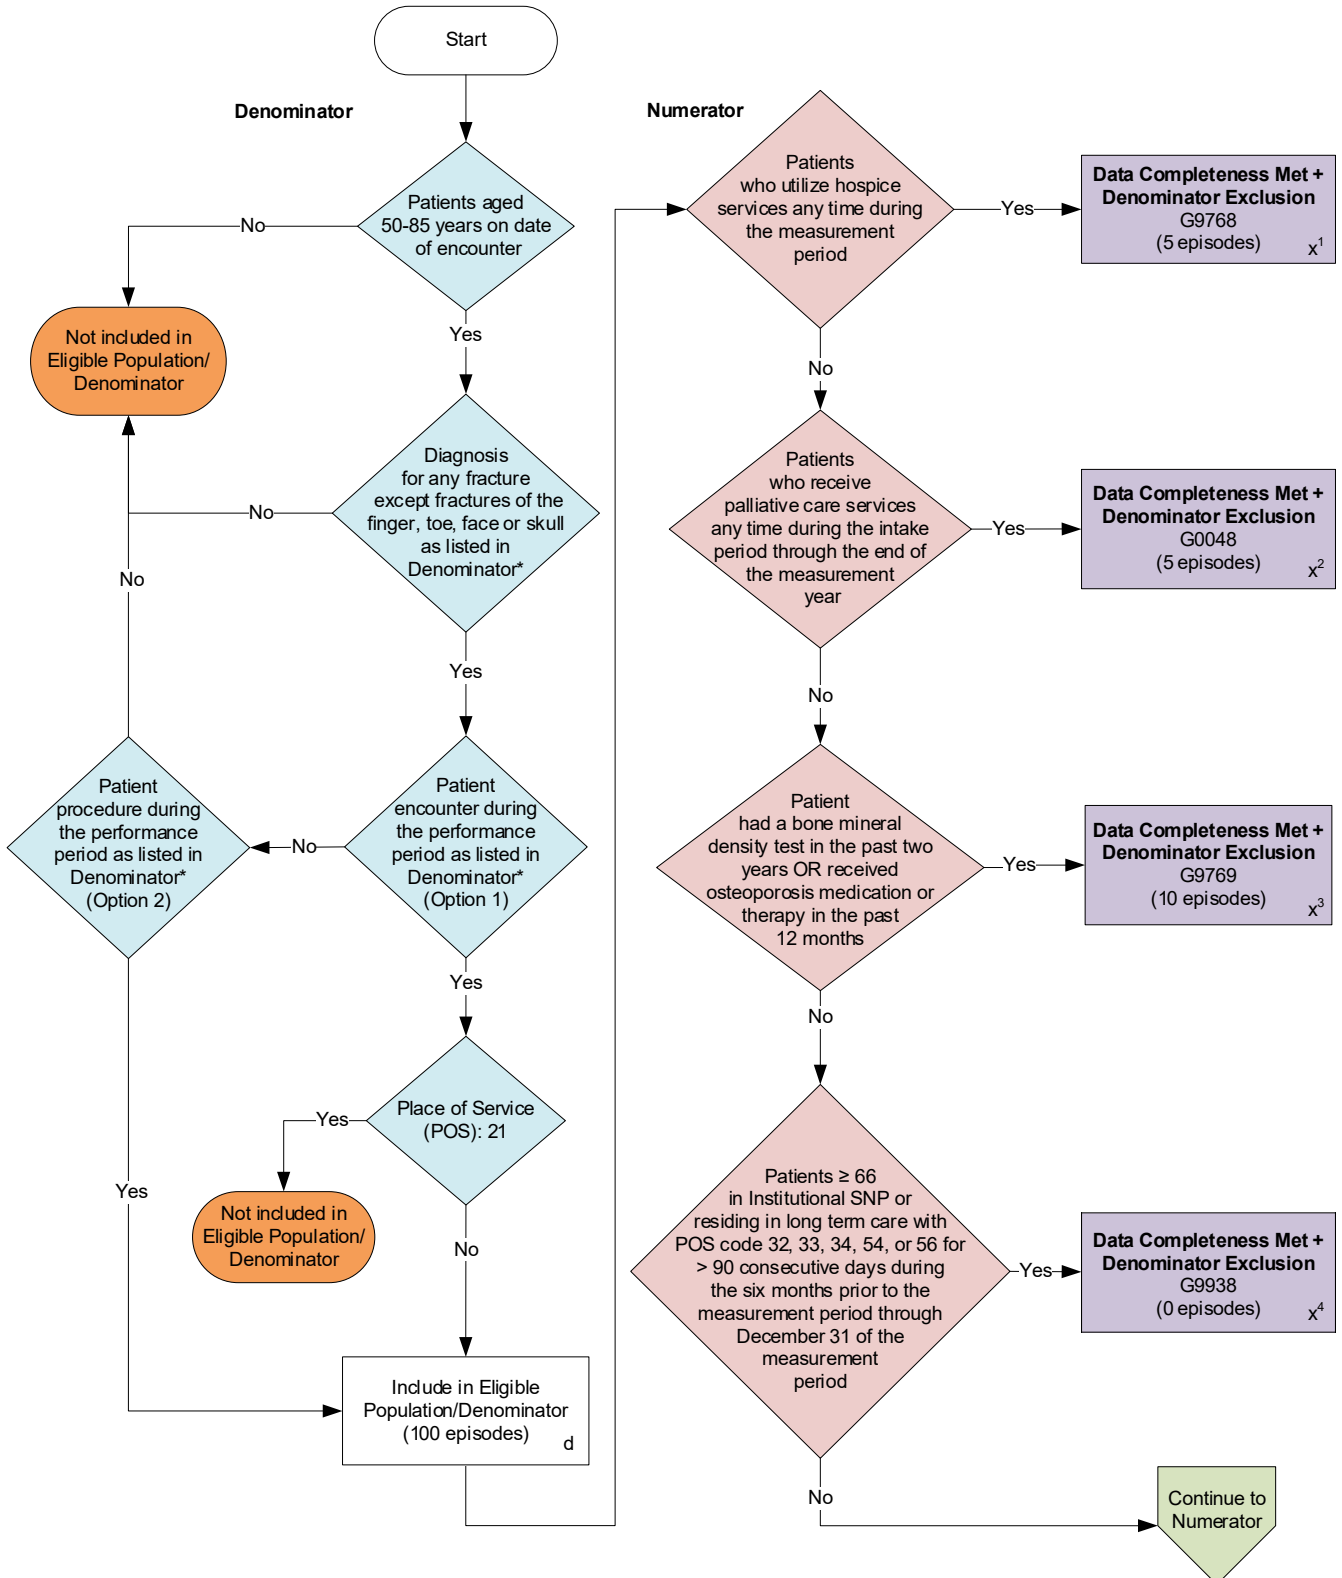 Start
Denominator
Patients aged
50-85 years on date
of encounter
No
Yes
Not included in
Eligible Population/
Denominator
Diagnosis
for any fracture
except fractures of the
finger, toe, face or skull
as listed in
Denominator*
No
Yes
No
Patient
procedure during
the performance
period as listed in
Denominator*
(Option 2)
Patient
encounter during
the performance
period as listed in
Denominator*
(Option 1)
No
Yes
Place of Service
(POS): 21
Yes
Not included in
Eligible Population/
Denominator
Yes
No
Include in Eligible
Population/Denominator
(100 episodes)
d
Numerator
Patients
who utilize hospice
services any time during
the measurement
period
Yes
Data Completeness Met +
Denominator Exclusion
G9768
(5 episodes)
x1
No
Patients
who receive
palliative care services
any time during the intake
period through the end of
the measurement
year
Yes
Data Completeness Met +
Denominator Exclusion
G0048
(5 episodes)
x2
No
Patient
had a bone mineral
density test in the past two
years OR received
osteoporosis medication or
therapy in the past
12 months
Yes
Data Completeness Met +
Denominator Exclusion
G9769
(10 episodes)
x3
No
Patients ≥ 66
in Institutional SNP or
residing in long term care with
POS code 32, 33, 34, 54, or 56 for
> 90 consecutive days during
the six months prior to the
measurement period through
December 31 of the
measurement
period
Yes
Data Completeness Met +
Denominator Exclusion
G9938
(0 episodes)
x4
No
Continue to
Numerator